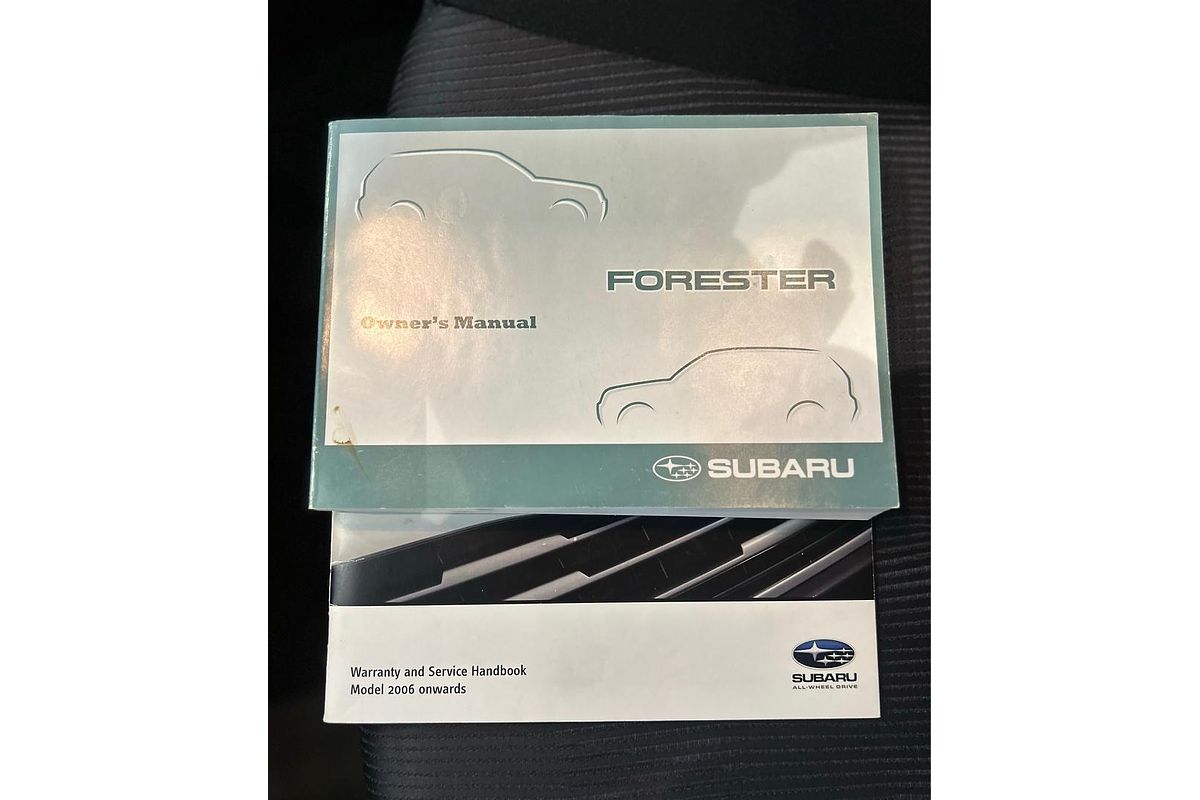 FORESTER
Owner's Manual
SUBARU
Warranty and Service Handbook
Model 2006 onwards
SUBARU
ALL-WHEEL DRIVE